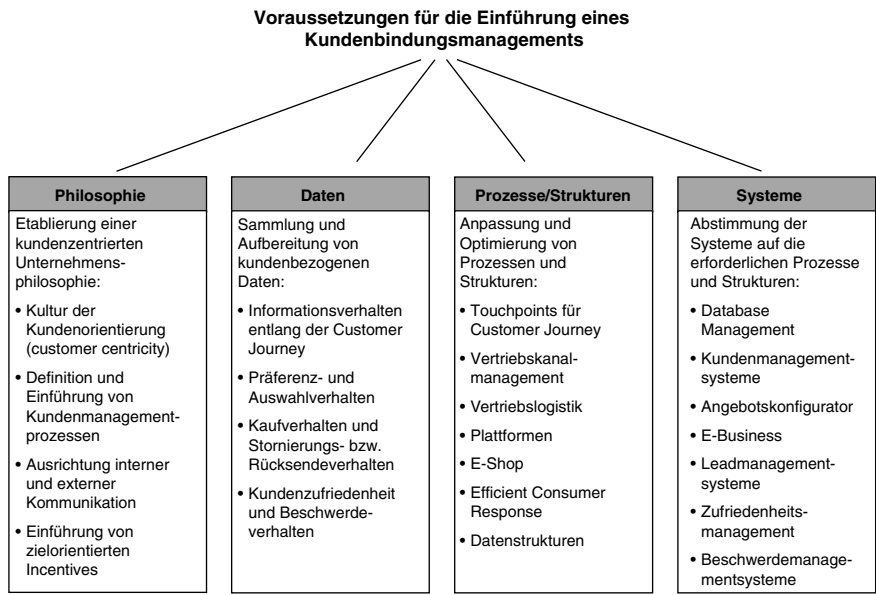 Voraussetzungen für die Einführung eines
Kundenbindungsmanagements
Philosophie
Etablierung einer
kundenzentrierten
Unternehmens-
philosophie:
• Kultur der
Kundenorientierung
(customer centricity)
• Definition und
Einführung von
Kundenmanagement-
prozessen
• Ausrichtung interner
und externer
Kommunikation
• Einführung von
zielorientierten
Incentives
Daten
Sammlung und
Aufbereitung von
kundenbezogenen
Daten:
• Informationsverhalten
entlang der Customer
Journey
• Präferenz- und
Auswahlverhalten
• Kaufverhalten und
Stornierungs- bzw.
Rücksendeverhalten
• Kundenzufriedenheit
und Beschwerde-
verhalten
Prozesse/Strukturen
Anpassung und
Optimierung von
Prozessen und
Strukturen:
• Touchpoints für
Customer Journey
• Vertriebskanal-
management
• Vertriebslogistik
• Plattformen
• E-Shop
• Efficient Consumer
Response
• Datenstrukturen
Systeme
Abstimmung der
Systeme auf die
erforderlichen Prozesse
und Strukturen:
• Database
Management
• Kundenmanagement-
systeme
• Angebotskonfigurator
• E-Business
• Leadmanagement-
systeme
• Zufriedenheits-
management
• Beschwerdemanage-
mentsysteme